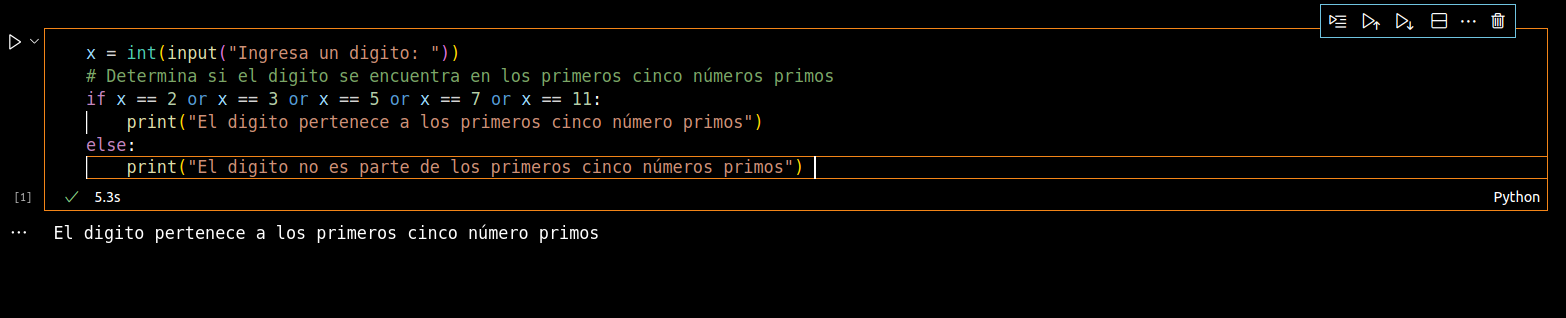 x = int(input("Ingresa un digito: "))
# Determina si el digito se encuentra en los primeros cinco números primos
if x == 2 or x == 3 or x == 5 or x == 7 or x == 11:
    print("El digito pertenece a los primeros cinco número primos")
else:
    print("El digito no es parte de los primeros cinco números primos")
[1] 5.3s Python
El digito pertenece a los primeros cinco número primos